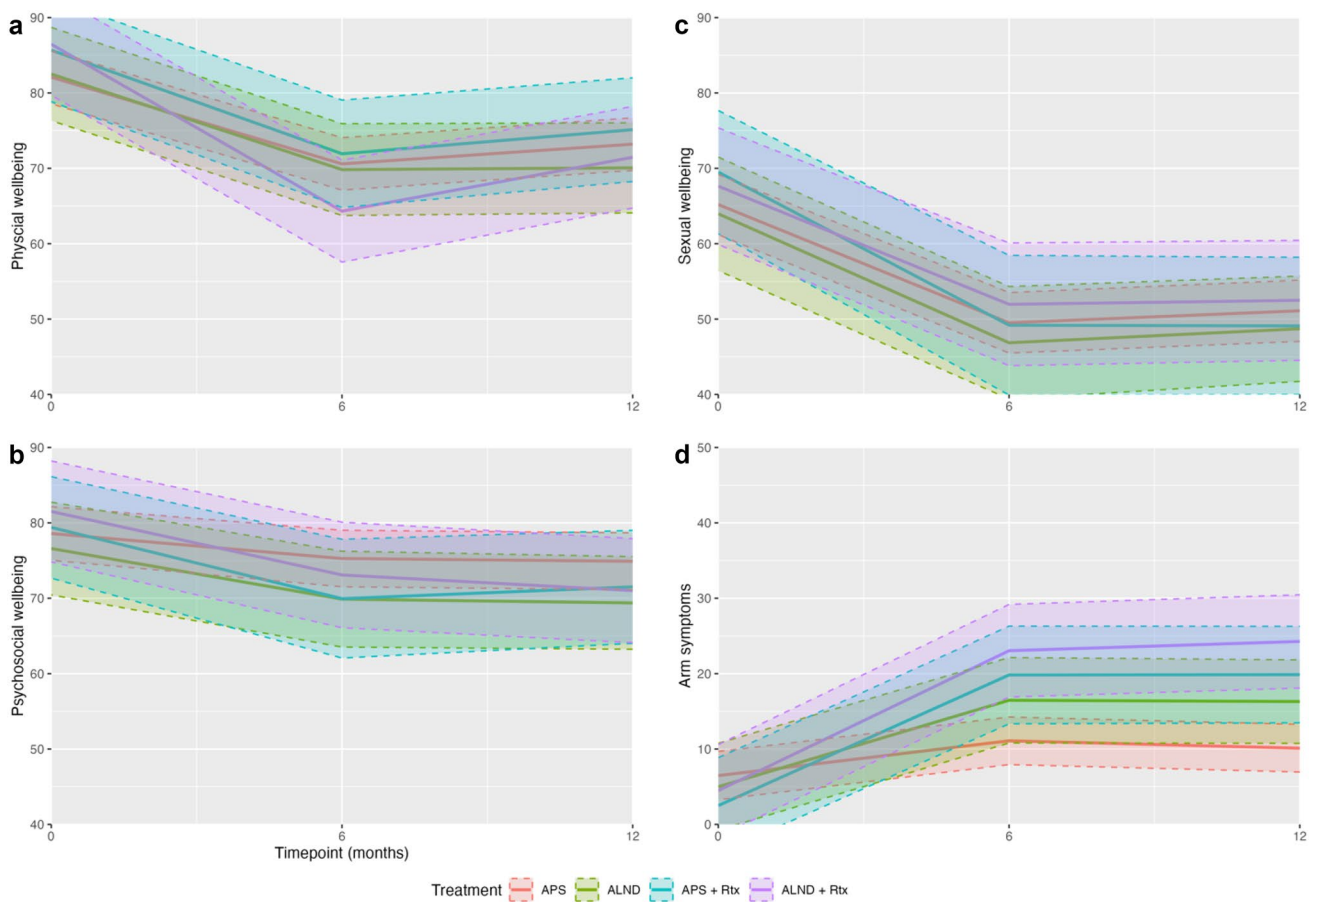 a
90
80
70
60
50
40
Physcial wellbeing
0 6 12
b
90
80
70
60
50
40
Psychosocial wellbeing
0 6 12
Timepoint (months)
c
90
80
70
60
50
40
Sexual wellbeing
0 6 12
d
50
40
30
20
10
0
Arm symptoms
0 6 12
Treatment APS ALND APS + Rtx ALND + Rtx